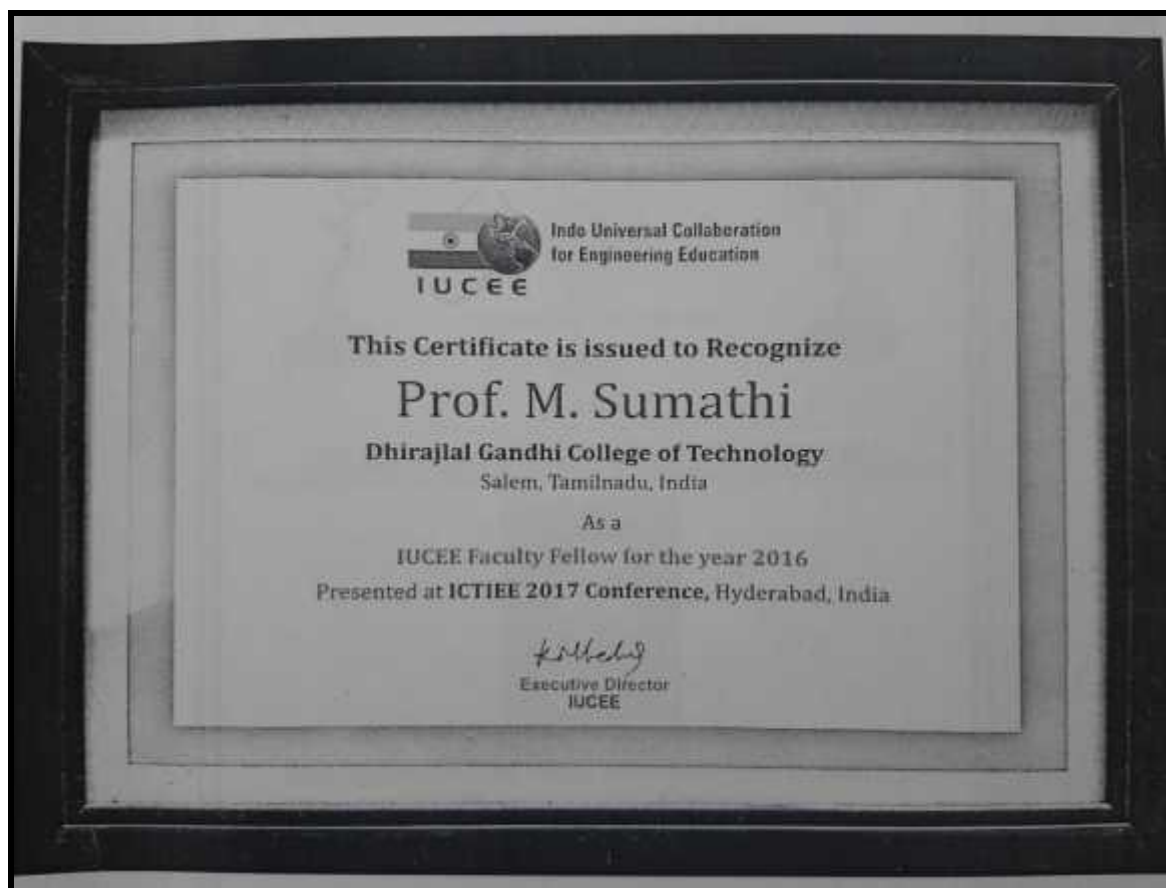 Indo Universal Collaboration
for Engineering Education
IUCEE
This Certificate is issued to Recognize
Prof. M. Sumathi
Dhirajlal Gandhi College of Technology
Salem, Tamilnadu, India
As a
IUCEE Faculty Fellow for the year 2016
Presented at ICTIEE 2017 Conference, Hyderabad, India
Executive Director
IUCEE